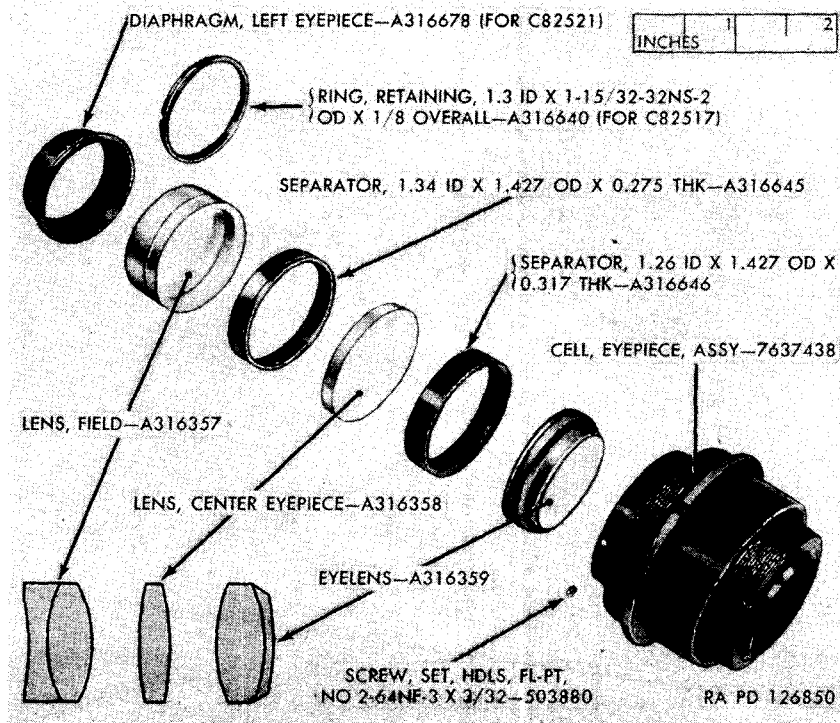 DIAPHRAGM, LEFT EYEPIECE—A316678 (FOR C82521)
INCHES 1 2
RING, RETAINING, 1.3 ID X 1-15/32-32NS-2
OD X 1/8 OVERALL—A316640 (FOR C82517)
SEPARATOR, 1.34 ID X 1.427 OD X 0.275 THK—A316645
SEPARATOR, 1.26 ID X 1.427 OD X
0.317 THK—A316646
CELL, EYEPIECE, ASSY—7637438
LENS, FIELD—A316357
LENS, CENTER EYEPIECE—A316358
EYELENS—A316359
SCREW, SET, HDLS, FL-PT,
NO 2-64NF-3 X 3/32—503880
RA PD 126850